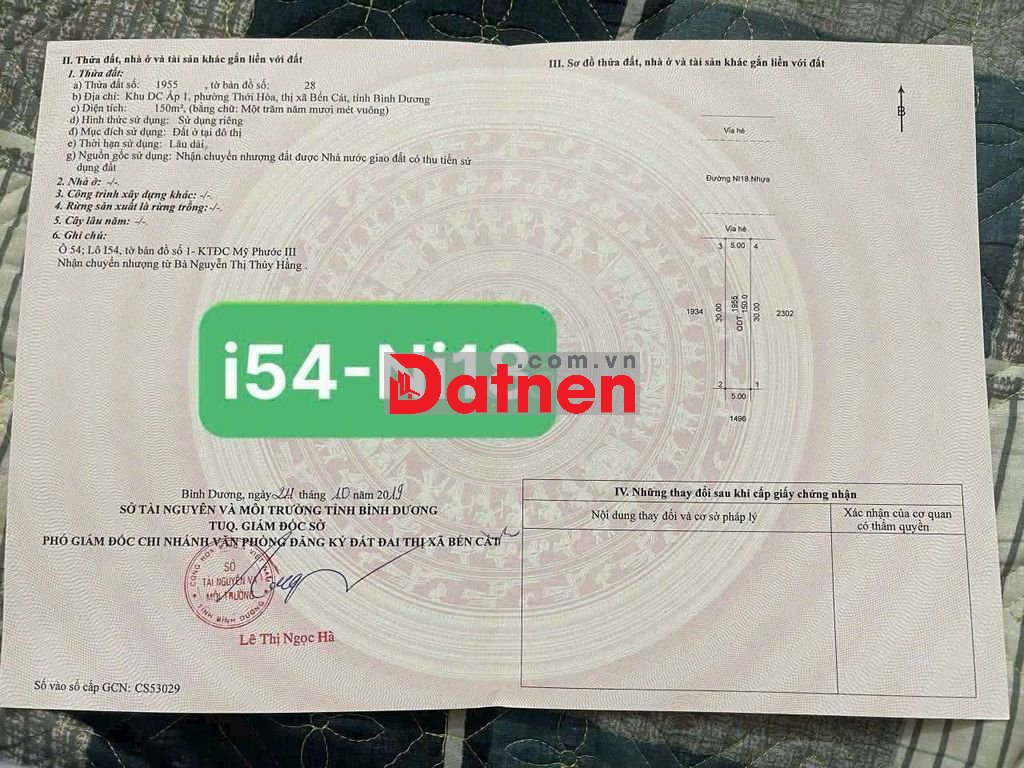 II. Thửa đất, nhà ở và tài sản khác gắn liền với đất
1. Thửa đất:
a) Thửa đất số: 1955 , tờ bản đồ số: 28
b) Địa chỉ: Khu DC Ấp 1, phường Thới Hòa, thị xã Bến Cát, tỉnh Bình Dương
c) Diện tích: 150m², (bằng chữ: Một trăm năm mươi mét vuông)
d) Hình thức sử dụng: Sử dụng riêng
đ) Mục đích sử dụng: Đất ở tại đô thị
e) Thời hạn sử dụng: Lâu dài,
g) Nguồn gốc sử dụng: Nhận chuyển nhượng đất được Nhà nước giao đất có thu tiền sử
dụng đất
2. Nhà ở: -/-.
3. Công trình xây dựng khác: -/-.
4. Rừng sản xuất là rừng trồng: -/-.
5. Cây lâu năm: -/-.
6. Ghi chú:
Ô 54; Lô I54, tờ bản đồ số 1- KTĐC Mỹ Phước III
Nhận chuyển nhượng từ Bà Nguyễn Thị Thúy Hằng .
III. Sơ đồ thửa đất, nhà ở và tài sản khác gắn liền với đất
B
Vỉa hè
Đường NI18.Nhựa
Vỉa hè
3 5.00 4
1934 30.00 ODT 1955 150.0 30.00 2302
2 1
5.00
1496
i54-Ni18
Datnen
.com.vn
Bình Dương, ngày 24 tháng 10 năm 2019
SỞ TÀI NGUYÊN VÀ MÔI TRƯỜNG TỈNH BÌNH DƯƠNG
TUQ. GIÁM ĐỐC SỞ
PHÓ GIÁM ĐỐC CHI NHÁNH VĂN PHÒNG ĐĂNG KÝ ĐẤT ĐAI THỊ XÃ BẾN CÁT
SỞ
TÀI NGUYÊN VÀ
MÔI TRƯỜNG
TỈNH BÌNH DƯƠNG
Lê Thị Ngọc Hà
Số vào sổ cấp GCN: CS53029
IV. Những thay đổi sau khi cấp giấy chứng nhận
Nội dung thay đổi và cơ sở pháp lý
Xác nhận của cơ quan
có thẩm quyền